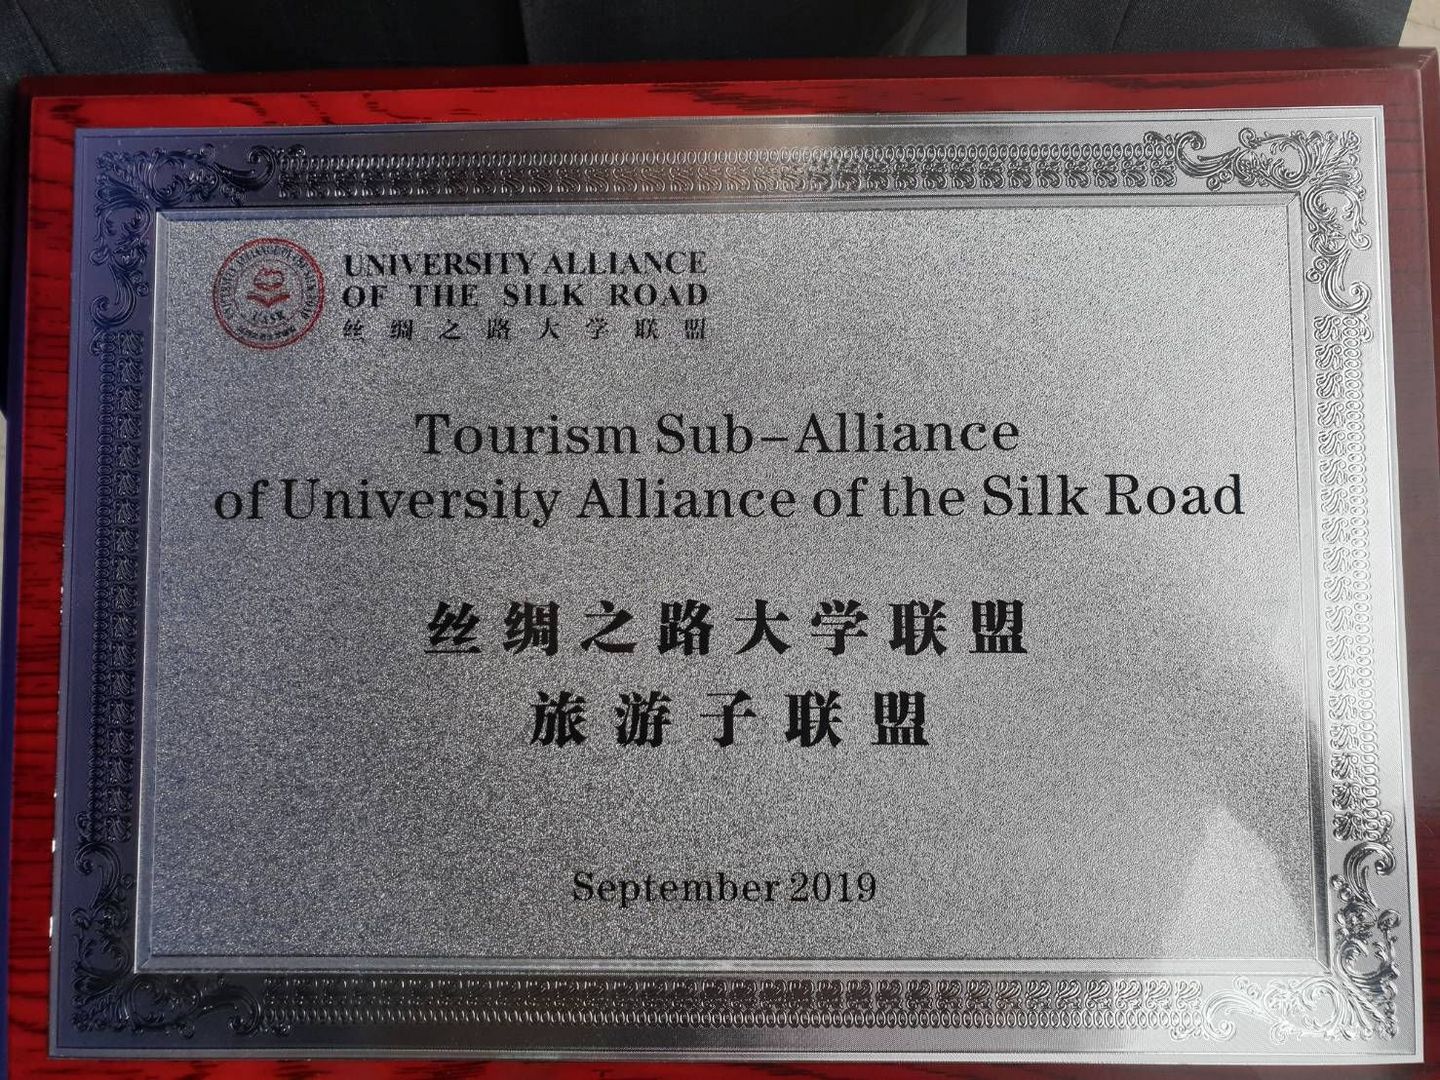 UNIVERSITY ALLIANCE
OF THE SILK ROAD
丝绸之路大学联盟
Tourism Sub-Alliance
of University Alliance of the Silk Road
丝绸之路大学联盟
旅游子联盟
September 2019